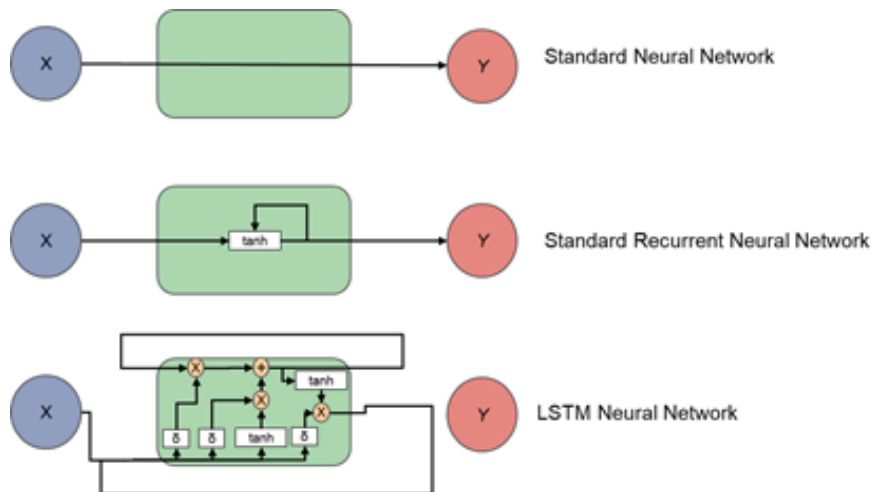 X
Y
Standard Neural Network
X
tanh
Y
Standard Recurrent Neural Network
X
+
tanh
X
X
X
δ
δ
tanh
δ
Y
LSTM Neural Network